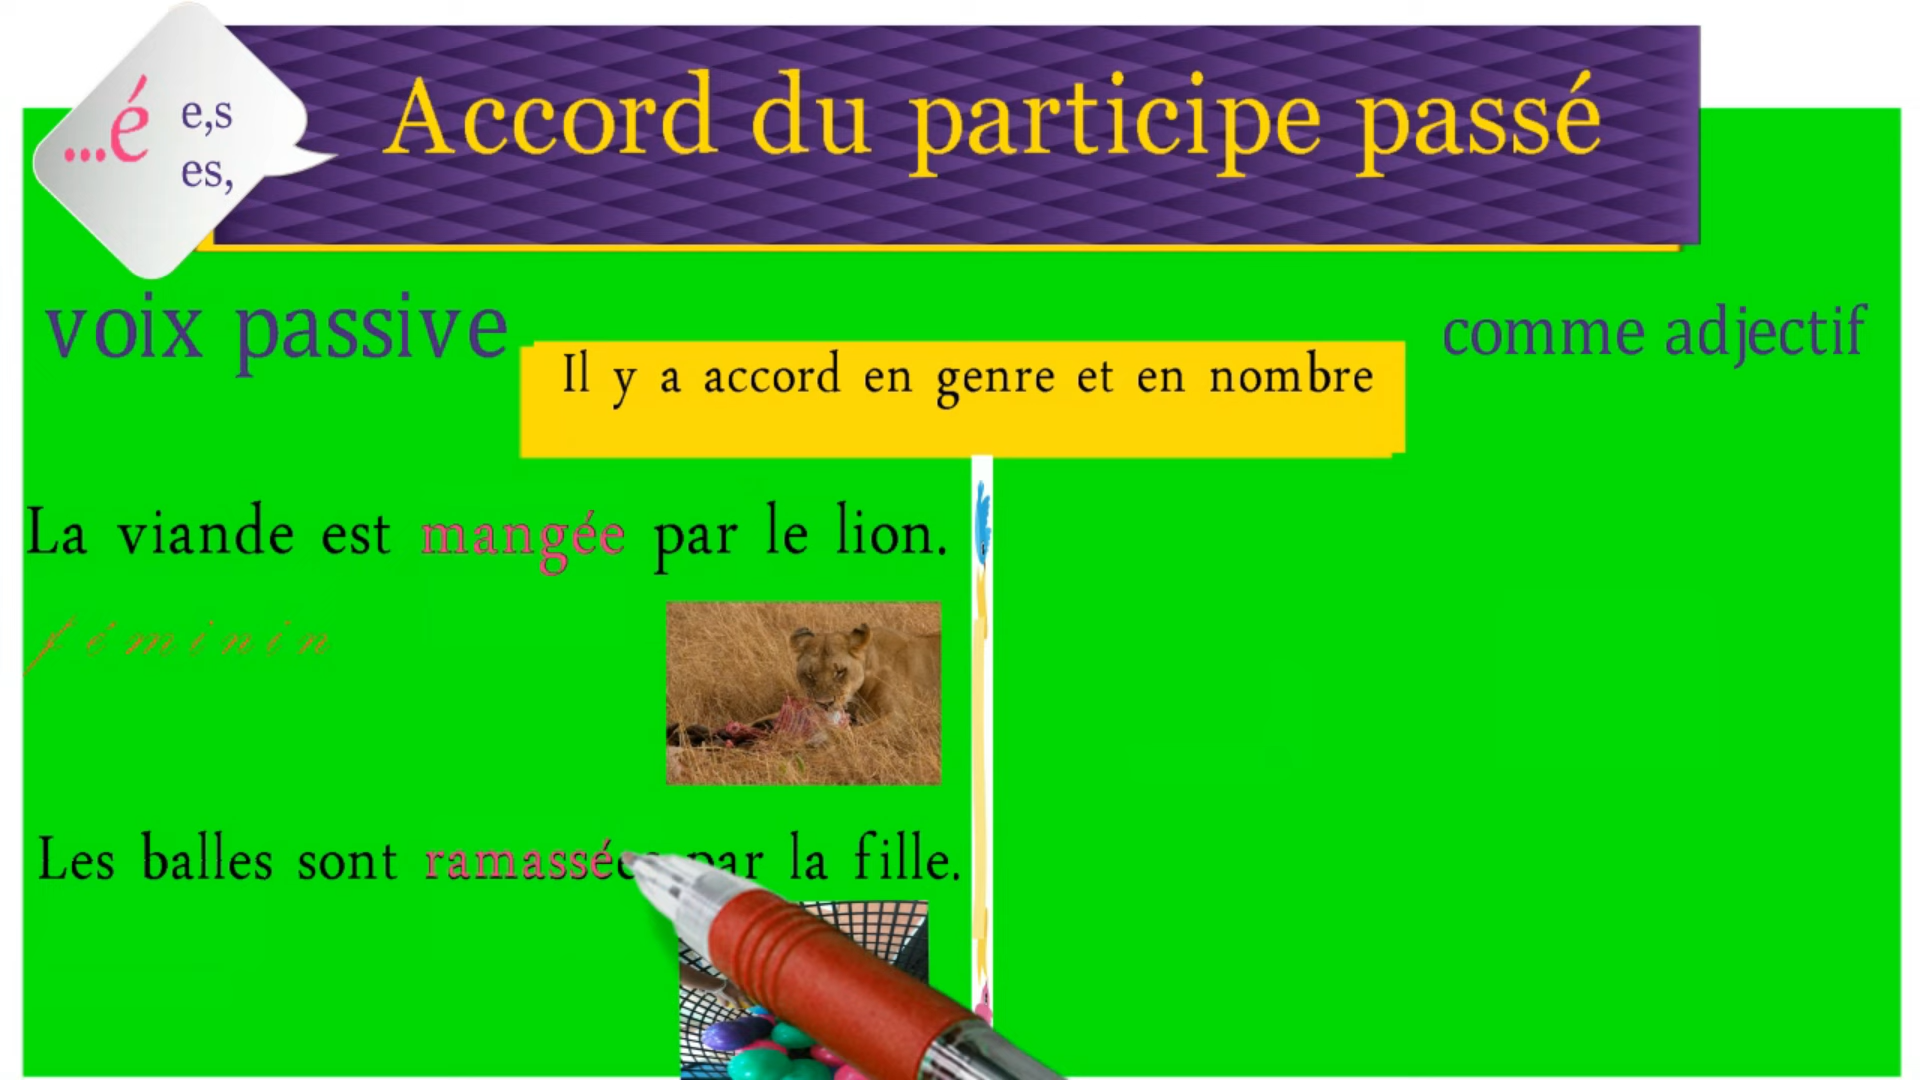 ...é e,s
es,
Accord du participe passé
voix passive
comme adjectif
Il y a accord en genre et en nombre
La viande est mangée par le lion.
féminin
Les balles sont ramassées par la fille.